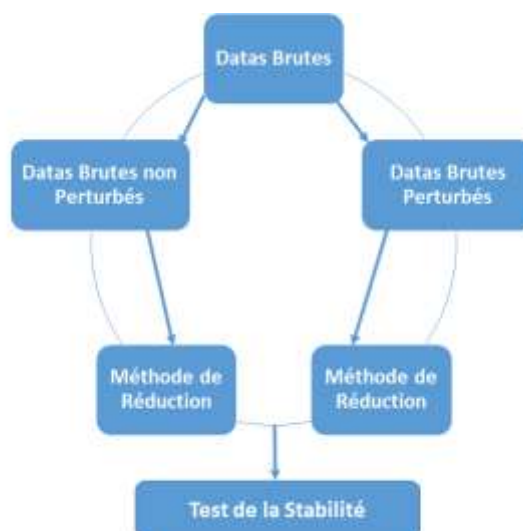 Datas Brutes
Datas Brutes non
Perturbés
Datas Brutes
Perturbés
Méthode de
Réduction
Méthode de
Réduction
Test de la Stabilité